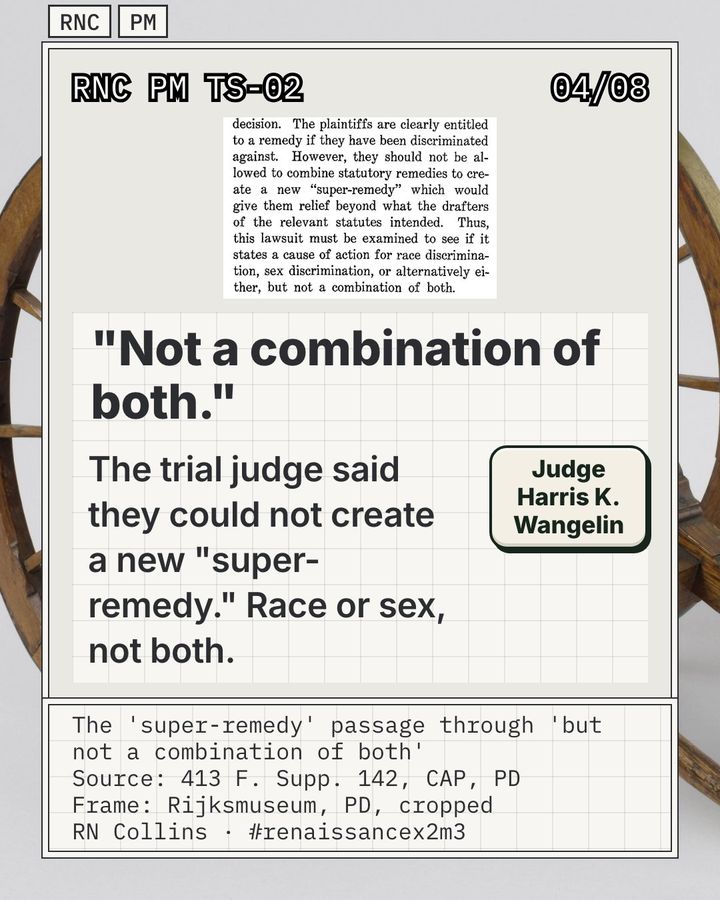 RNC PM
RNC PM TS-02 04/08
decision. The plaintiffs are clearly entitled
to a remedy if they have been discriminated
against. However, they should not be al-
lowed to combine statutory remedies to cre-
ate a new “super-remedy” which would
give them relief beyond what the drafters
of the relevant statutes intended. Thus,
this lawsuit must be examined to see if it
states a cause of action for race discrimina-
tion, sex discrimination, or alternatively ei-
ther, but not a combination of both.
"Not a combination of
both."
The trial judge said
they could not create
a new "super-
remedy." Race or sex,
not both.
Judge
Harris K.
Wangelin
The 'super-remedy' passage through 'but
not a combination of both'
Source: 413 F. Supp. 142, CAP, PD
Frame: Rijksmuseum, PD, cropped
RN Collins · #renaissancex2m3